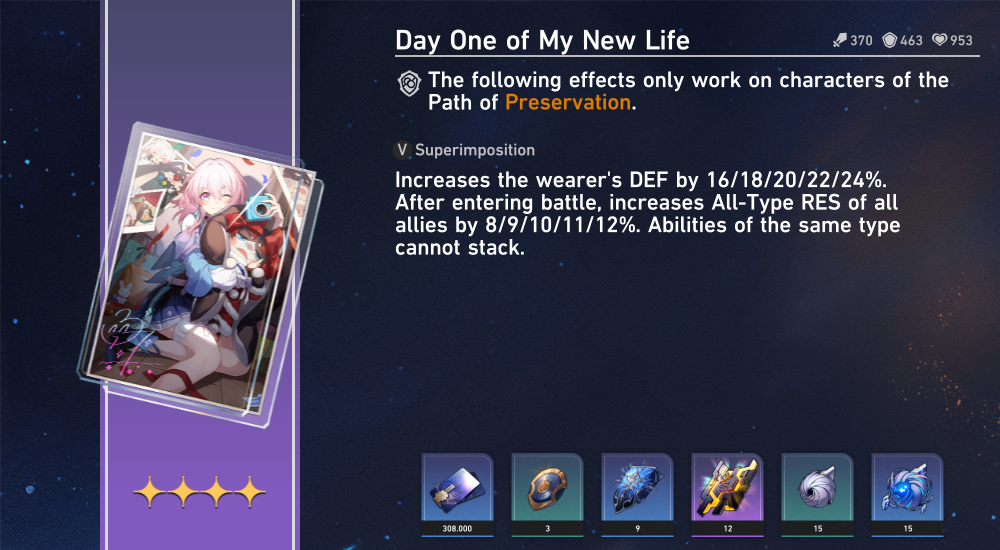 Day One of My New Life
370 463 953
The following effects only work on characters of the
Path of Preservation.
V Superimposition
Increases the wearer's DEF by 16/18/20/22/24%.
After entering battle, increases All-Type RES of all
allies by 8/9/10/11/12%. Abilities of the same type
cannot stack.
308.000 3 9 12 15 15